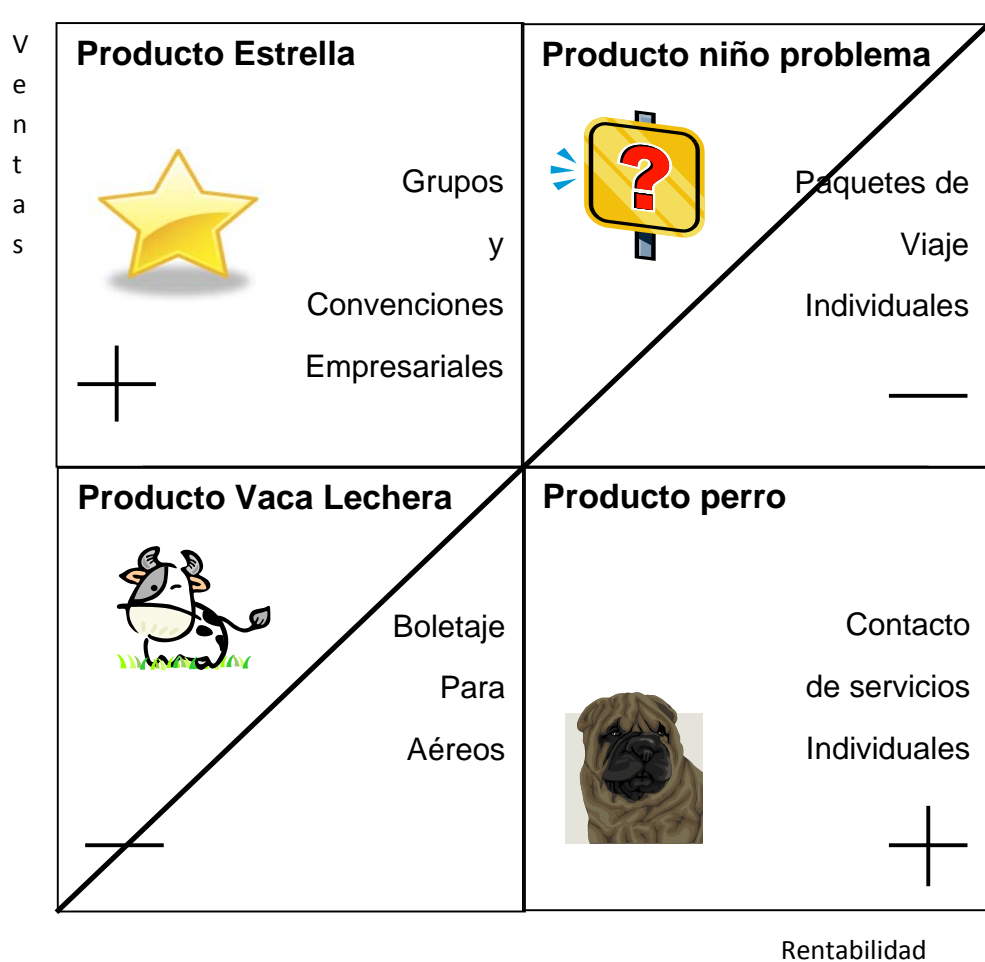 Ventas
Producto Estrella
Grupos
y
Convenciones
Empresariales
Producto niño problema
?
Paquetes de
Viaje
Individuales
Producto Vaca Lechera
Boletaje
Para
Aéreos
Producto perro
Contacto
de servicios
Individuales
Rentabilidad